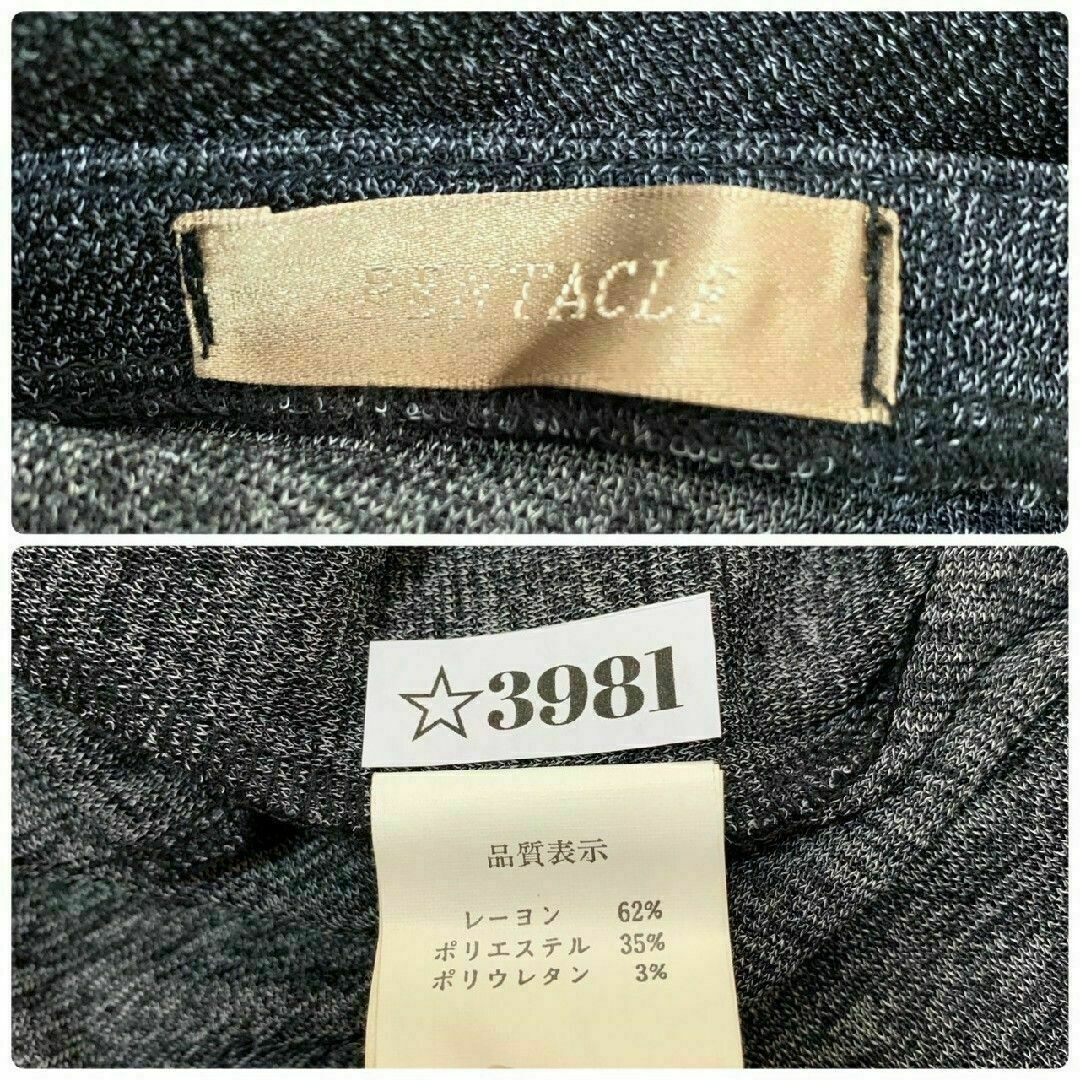 PENTACLE
☆3981
品質表示
レーヨン 62%
ポリエステル 35%
ポリウレタン 3%